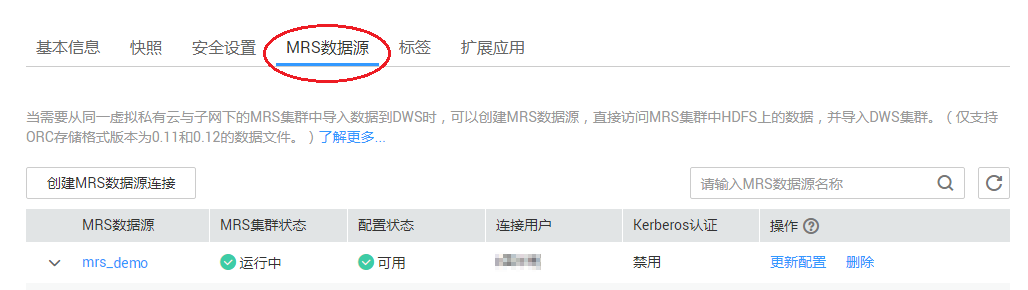 基本信息 快照 安全设置 MRS数据源 标签 扩展应用
当需要从同一虚拟私有云与子网下的MRS集群中导入数据到DWS时，可以创建MRS数据源，直接访问MRS集群中HDFS上的数据，并导入DWS集群。（仅支持
ORC存储格式版本为0.11和0.12的数据文件。）了解更多...
创建MRS数据源连接 请输入MRS数据源名称
MRS数据源 MRS集群状态 配置状态 连接用户 Kerberos认证 操作
mrs_demo 运行中 可用 禁用 更新配置 删除